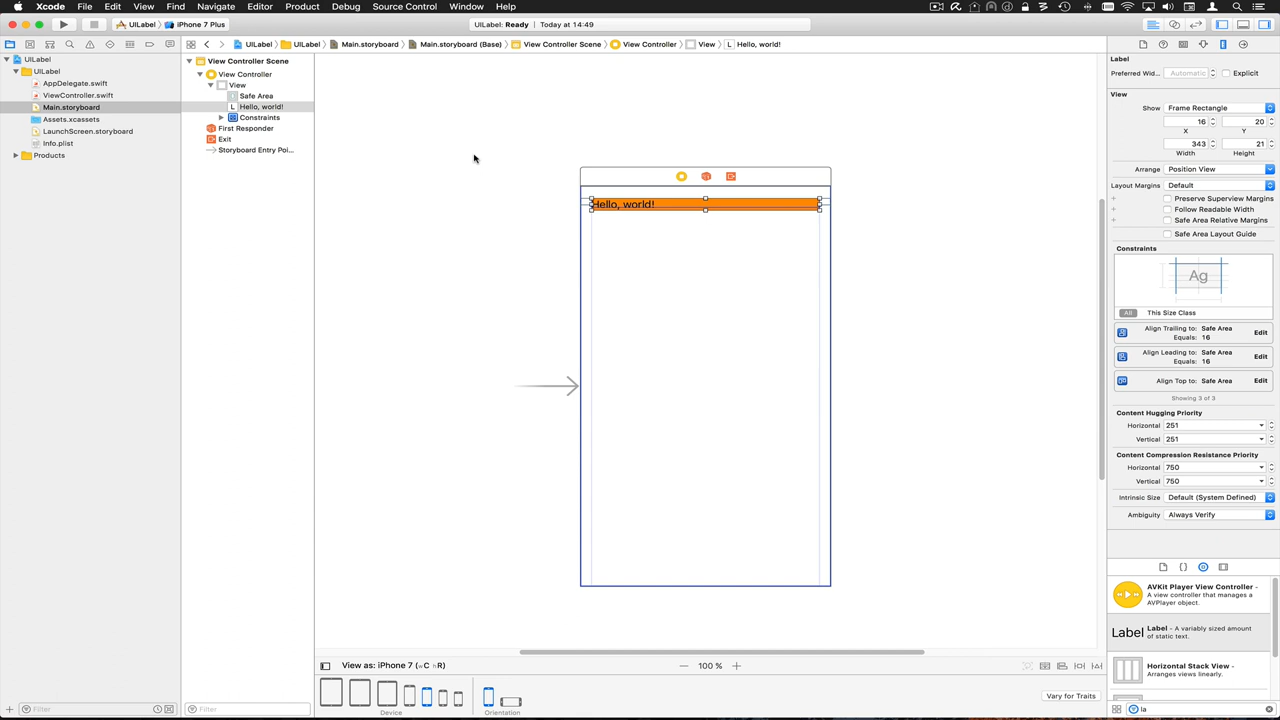 Xcode File Edit View Find Navigate Editor Product Debug Source Control Window Help
UILabel iPhone 7 Plus
UILabel: Ready Today at 14:49
UILabel UILabel Main.storyboard Main.storyboard (Base) View Controller Scene View Controller View L Hello, world!
UILabel
UILabel
AppDelegate.swift
ViewController.swift
Main.storyboard
Assets.xcassets
LaunchScreen.storyboard
Info.plist
Products
Filter
View Controller Scene
View Controller
View
Safe Area
L Hello, world!
Constraints
First Responder
Exit
Storyboard Entry Poi...
Filter
Hello, world!
View as: iPhone 7 (wC hR)
100 %
Device
Orientation
Vary for Traits
Label
Preferred Wid... Automatic Explicit
View
Show Frame Rectangle
16 20
X Y
343 21
Width Height
Arrange Position View
Layout Margins Default
Preserve Superview Margins
Follow Readable Width
Safe Area Relative Margins
Safe Area Layout Guide
Constraints
Ag
All This Size Class
Align Trailing to: Safe Area Edit
Equals: 16
Align Leading to: Safe Area Edit
Equals: 16
Align Top to: Safe Area Edit
Showing 3 of 3
Content Hugging Priority
Horizontal 251
Vertical 251
Content Compression Resistance Priority
Horizontal 750
Vertical 750
Intrinsic Size Default (System Defined)
Ambiguity Always Verify
AVKit Player View Controller -
A view controller that manages a
AVPlayer object.
Label Label - A variably sized amount
of static text.
Horizontal Stack View -
Arranges views linearly.
la